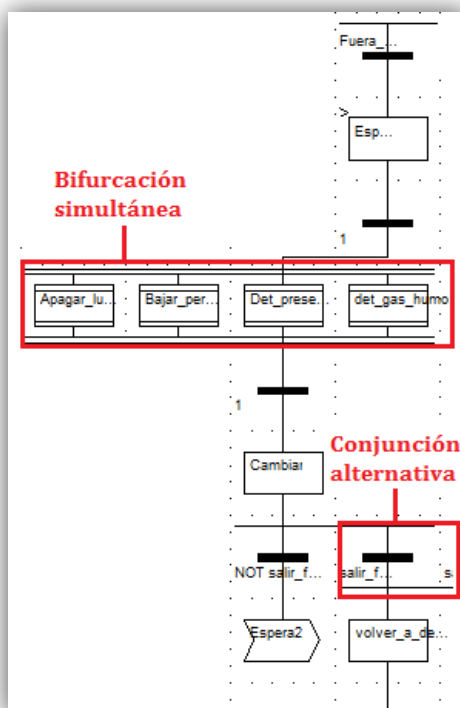 Fuera_...
Esp...
Bifurcación
simultánea
1
Apagar_lu...
Bajar_per...
Det_prese...
det_gas_humo
1
Conjunción
alternativa
Cambiar
NOT salir_f...
salir_f...
s
Espera2
volver_a_de...